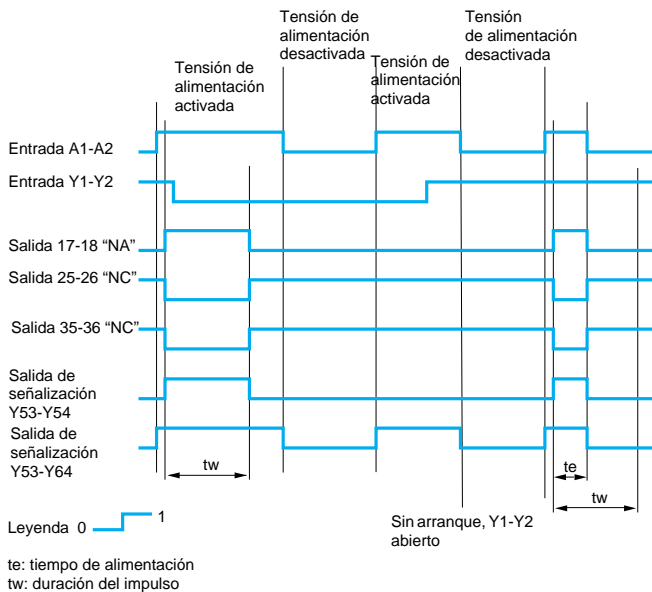 Tensión de
alimentación
desactivada
Tensión
de alimentación
desactivada
Tensión de
alimentación
activada
Tensión de
alimentación
activada
Entrada A1-A2
Entrada Y1-Y2
Salida 17-18 “NA”
Salida 25-26 “NC”
Salida 35-36 “NC”
Salida de
señalización
Y53-Y54
Salida de
señalización
Y53-Y64
tw
te
tw
Leyenda 0 1
Sin arranque, Y1-Y2
abierto
te: tiempo de alimentación
tw: duración del impulso